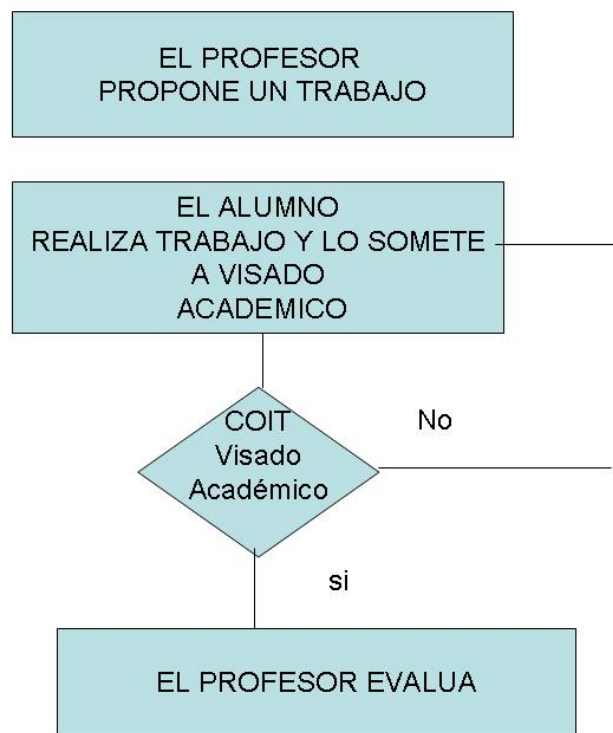 EL PROFESOR
PROPONE UN TRABAJO
EL ALUMNO
REALIZA TRABAJO Y LO SOMETE
A VISADO
ACADEMICO
COIT
Visado
Académico
No
si
EL PROFESOR EVALUA